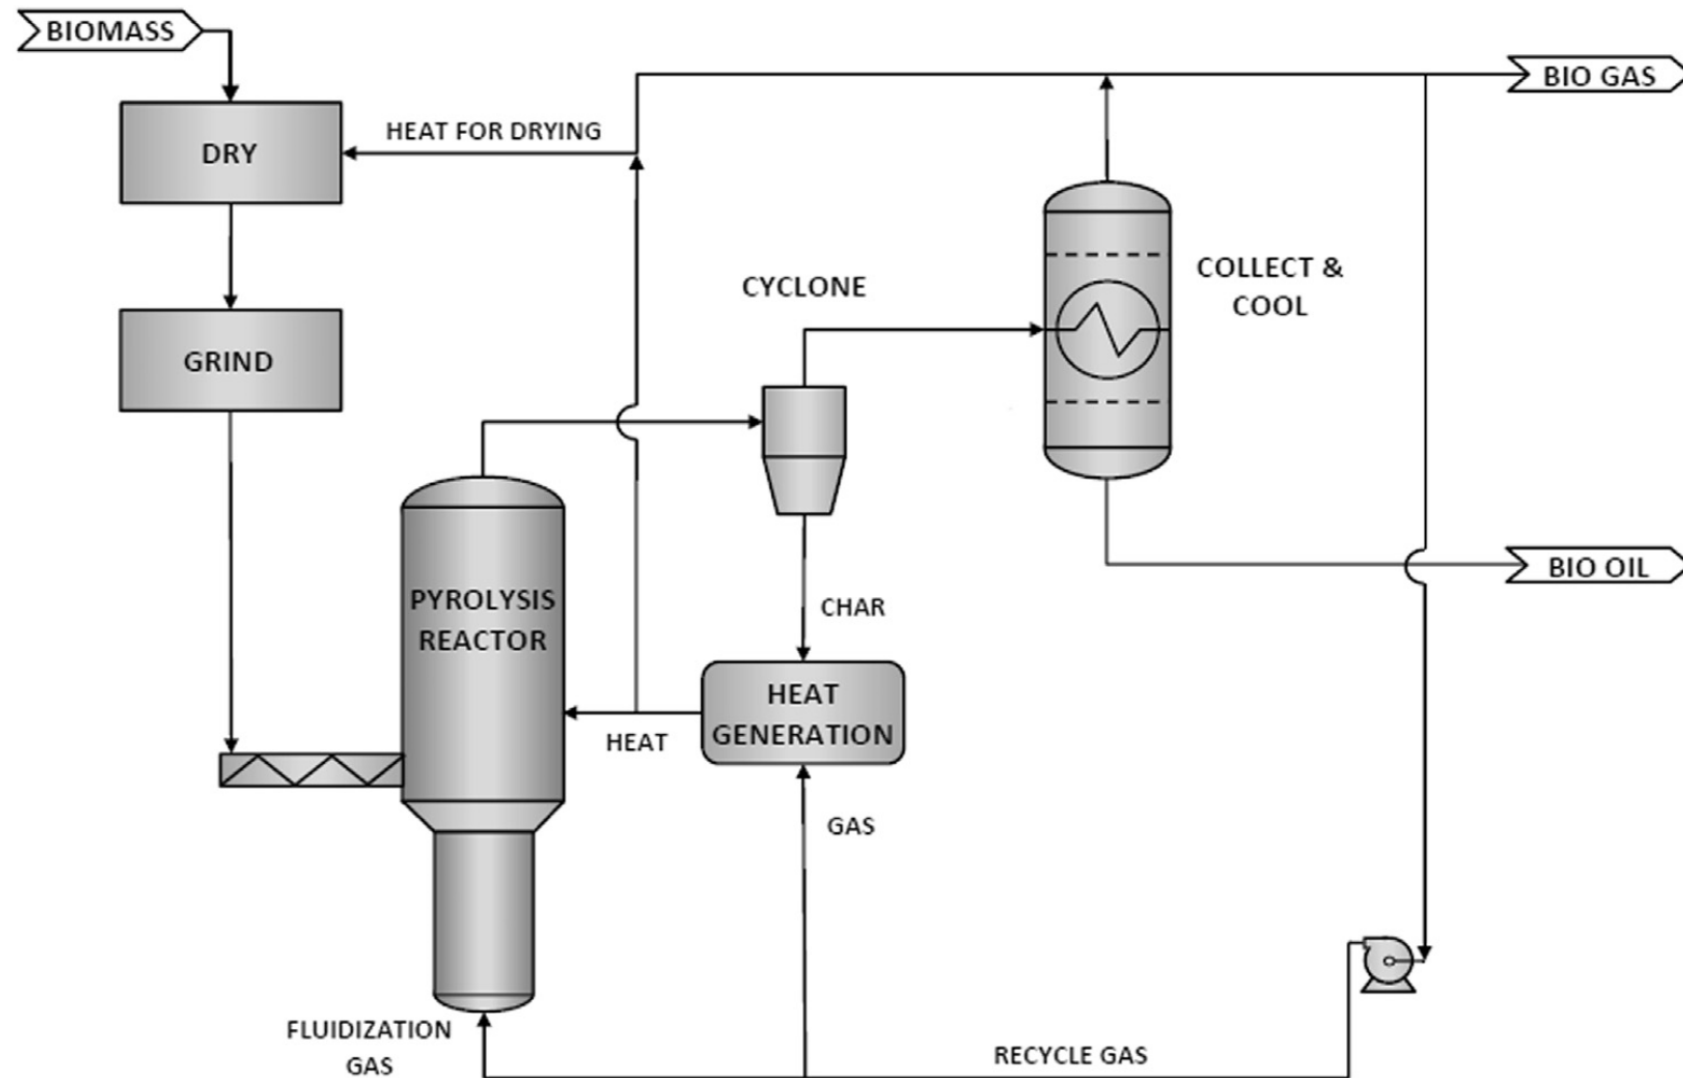 BIOMASS
BIO GAS
HEAT FOR DRYING
DRY
COLLECT &
COOL
CYCLONE
GRIND
BIO OIL
PYROLYSIS
REACTOR
CHAR
HEAT
GENERATION
HEAT
GAS
FLUIDIZATION
GAS
RECYCLE GAS